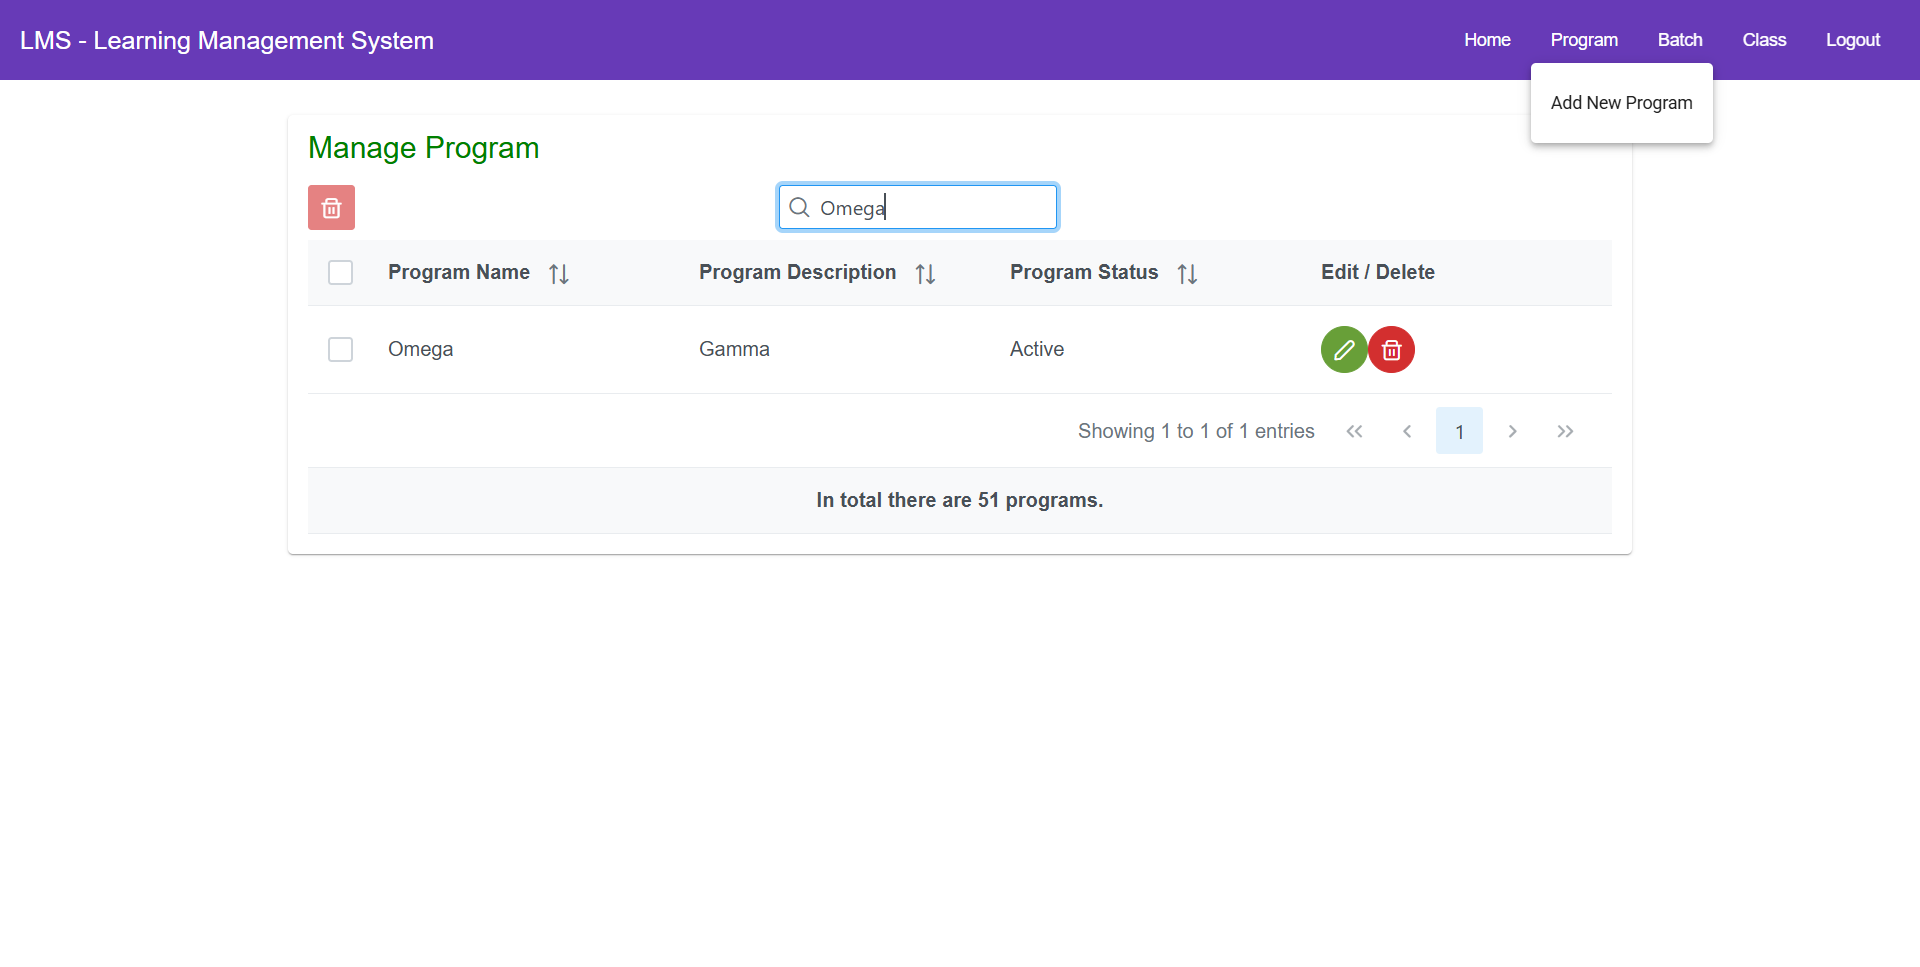 LMS - Learning Management System
Home Program Batch Class Logout
Add New Program
Manage Program
Omega
Program Name Program Description Program Status Edit / Delete
Omega Gamma Active
Showing 1 to 1 of 1 entries 1
In total there are 51 programs.